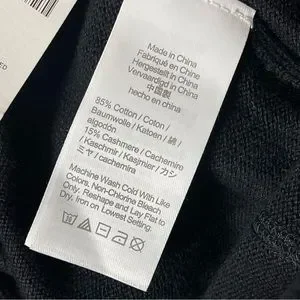 Made in China
Fabriqué en Chine
Hergestellt in China
Vervaardigd in China
中国製
hecho en china
85% Cotton / Coton /
Baumwolle / Katoen / 綿 /
algodón
15% Cashmere / Cachemire
/ Kaschmir / Kasjmier / カシ
ミヤ / cachemira
Machine Wash Cold With Like
Colors, Non-Chlorine Bleach
Only, Reshape and Lay Flat to
Dry, Iron on Lowest Setting.